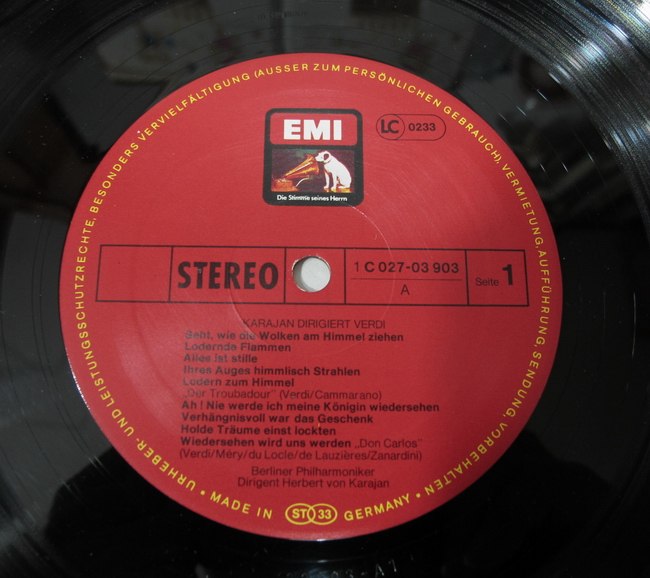 URHEBER- UND LEISTUNGSSCHUTZRECHTE, BESONDERS VERVIELFÄLTIGUNG (AUSSER ZUM PERSÖNLICHEN GEBRAUCH), VERMIETUNG, AUFFÜHRUNG, SENDUNG, VORBEHALTEN •
EMI
LC 0233
Die Stimme seines Herrn
STEREO
1 C 027-03 903
A
Seite 1
KARAJAN DIRIGIERT VERDI
Seht, wie die Wolken am Himmel ziehen
Lodernde Flammen
Alles ist stille
Ihres Auges himmlisch Strahlen
Lodern zum Himmel
„Der Troubadour" (Verdi/Cammarano)
Ah! Nie werde ich meine Königin wiedersehen
Verhängnisvoll war das Geschenk
Holde Träume einst lockten
Wiedersehen wird uns werden „Don Carlos"
(Verdi/Méry/du Locle/de Lauzières/Zanardini)
Berliner Philharmoniker
Dirigent Herbert von Karajan
• MADE IN ST 33 GERMANY •